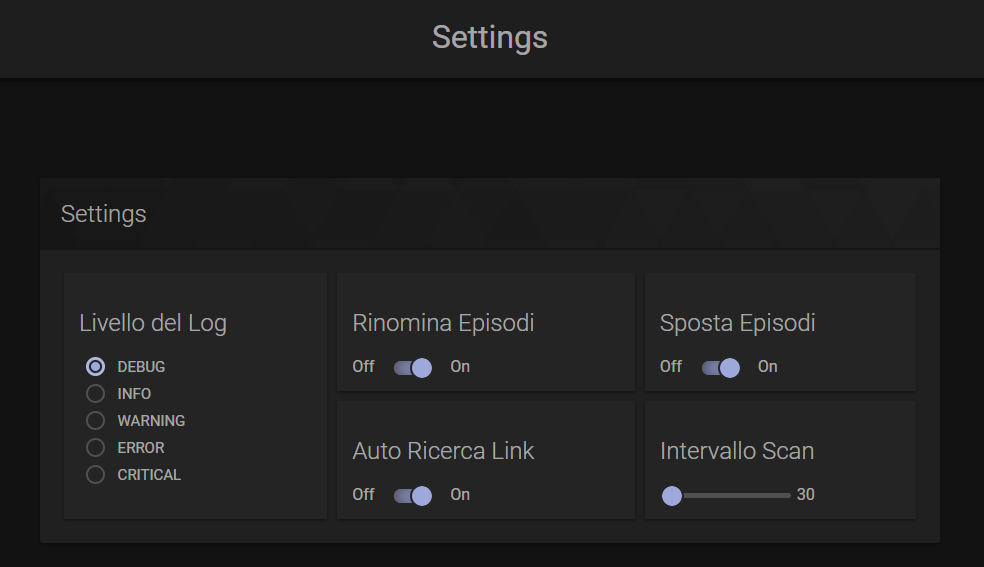 Settings
Settings
Livello del Log
DEBUG
INFO
WARNING
ERROR
CRITICAL
Rinomina Episodi
Off On
Sposta Episodi
Off On
Auto Ricerca Link
Off On
Intervallo Scan
30